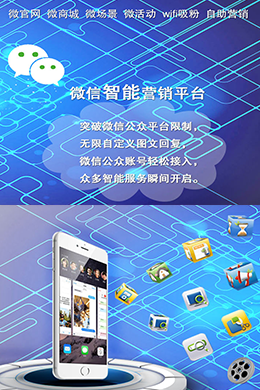 微官网 微商城 微场景 微活动 wifi吸粉 自助营销
微信智能营销平台
突破微信公众平台限制，
无限自定义图文回复，
微信公众账号轻松接入，
众多智能服务瞬间开启。